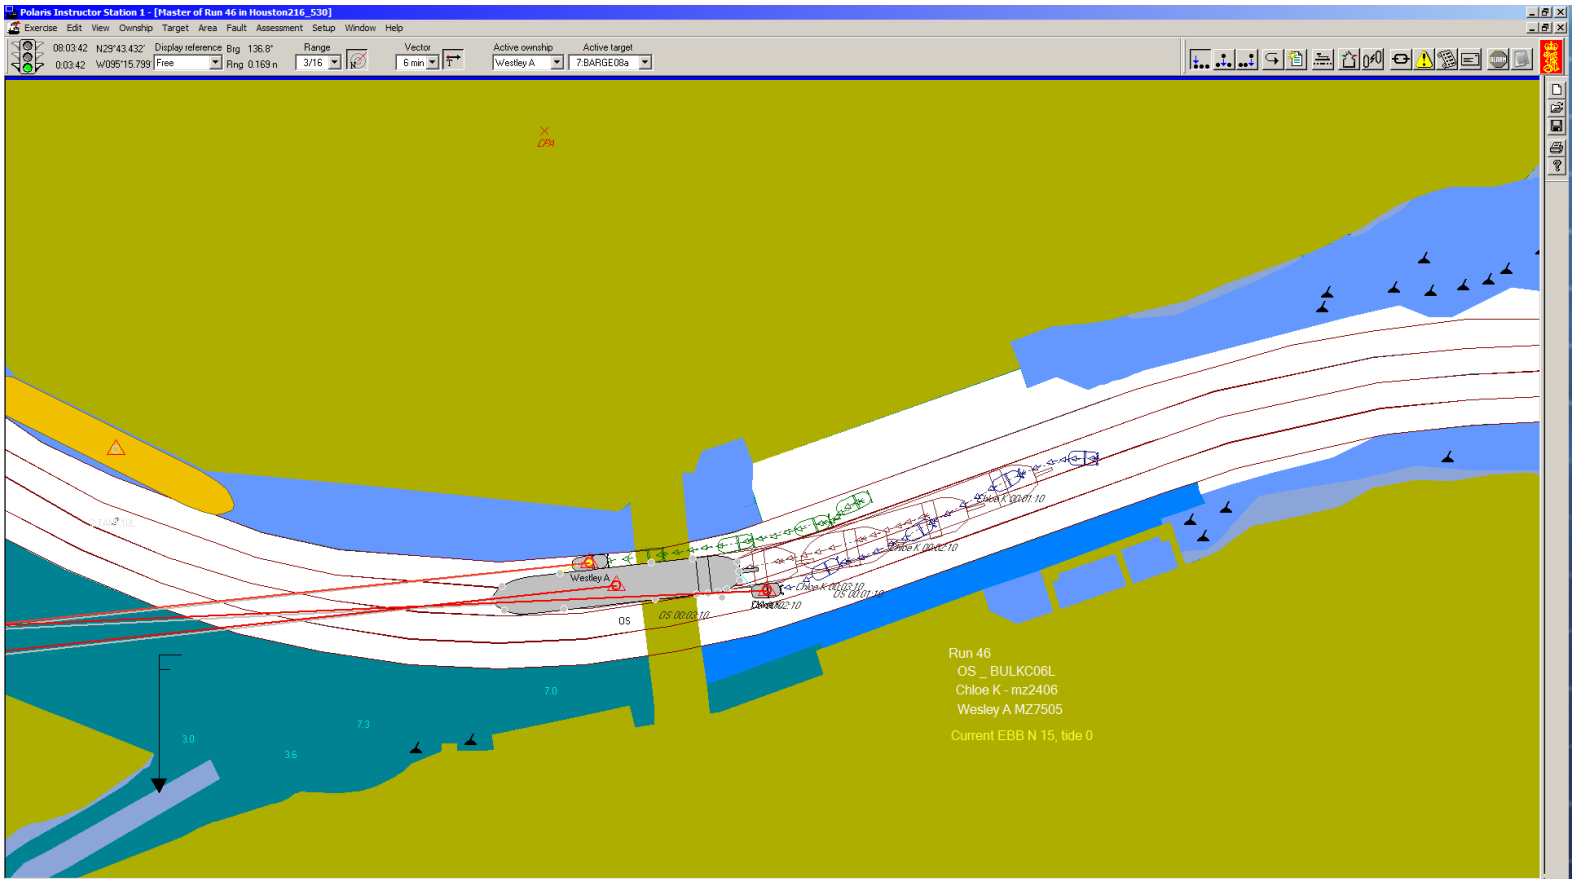 Polaris Instructor Station 1 - [Master of Run 46 in Houston216_530]
Exercise Edit View Ownship Target Area Fault Assessment Setup Window Help
08:03:42 N29°43.432' Display reference Brg 136.8° Range Vector Active ownship Active target
0:03:42 W095°15.799' Free Rng 0.169 n 3/16 6 min Westley A 7:BARGE08a
ALARM
CPA
Chloe K 00:01:10
Chloe K 00:02:10
Westley A
Chloe K 00:03:10
OS 00:01:10
OS 00:03:10
OS
Run 46
OS _ BULKC06L
Chloe K - mz2406
Wesley A MZ7505
Current EBB N 15, tide 0
7.0
7.3
3.0
3.6